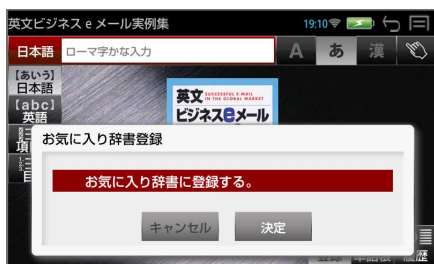 英文ビジネスeメール実例集 19:10
日本語 ローマ字かな入力 A あ 漢
【あいう】
日本語
【abc】
英語
英文 SUCCESSFUL E-MAIL IN THE GLOBAL MARKET
ビジネスeメール
お気に入り辞書登録
お気に入り辞書に登録する。
キャンセル 決定
履歴